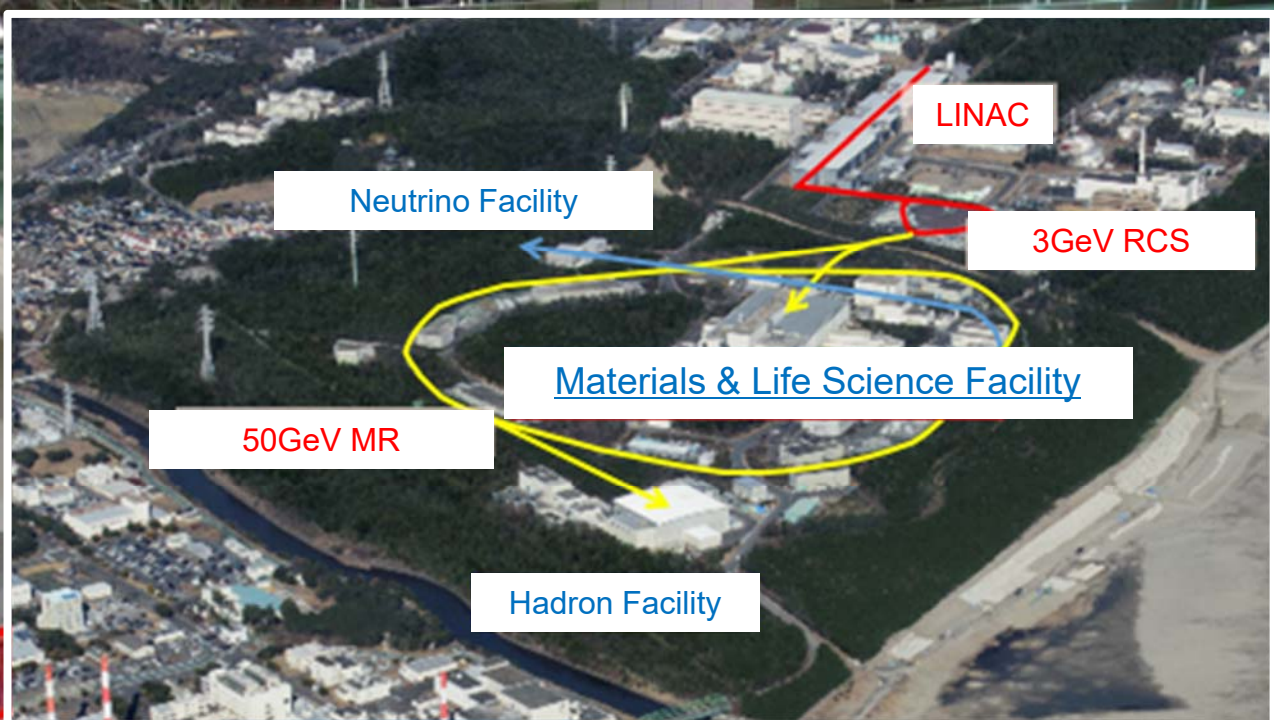 LINAC
Neutrino Facility
3GeV RCS
Materials & Life Science Facility
50GeV MR
Hadron Facility